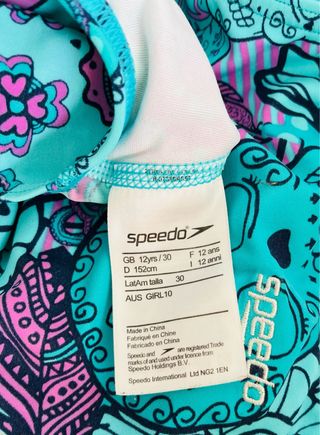 speedo
GB 12yrs / 30 F 12 ans
D 152cm I 12 anni
LatAm talla 30
AUS GIRL10
Made in China
Fabriqué en Chine
Fabricado en China
Speedo and are registered trade
marks of and used under licence from
Speedo Holdings B.V.
Speedo International Ltd NG2 1EN
speedo